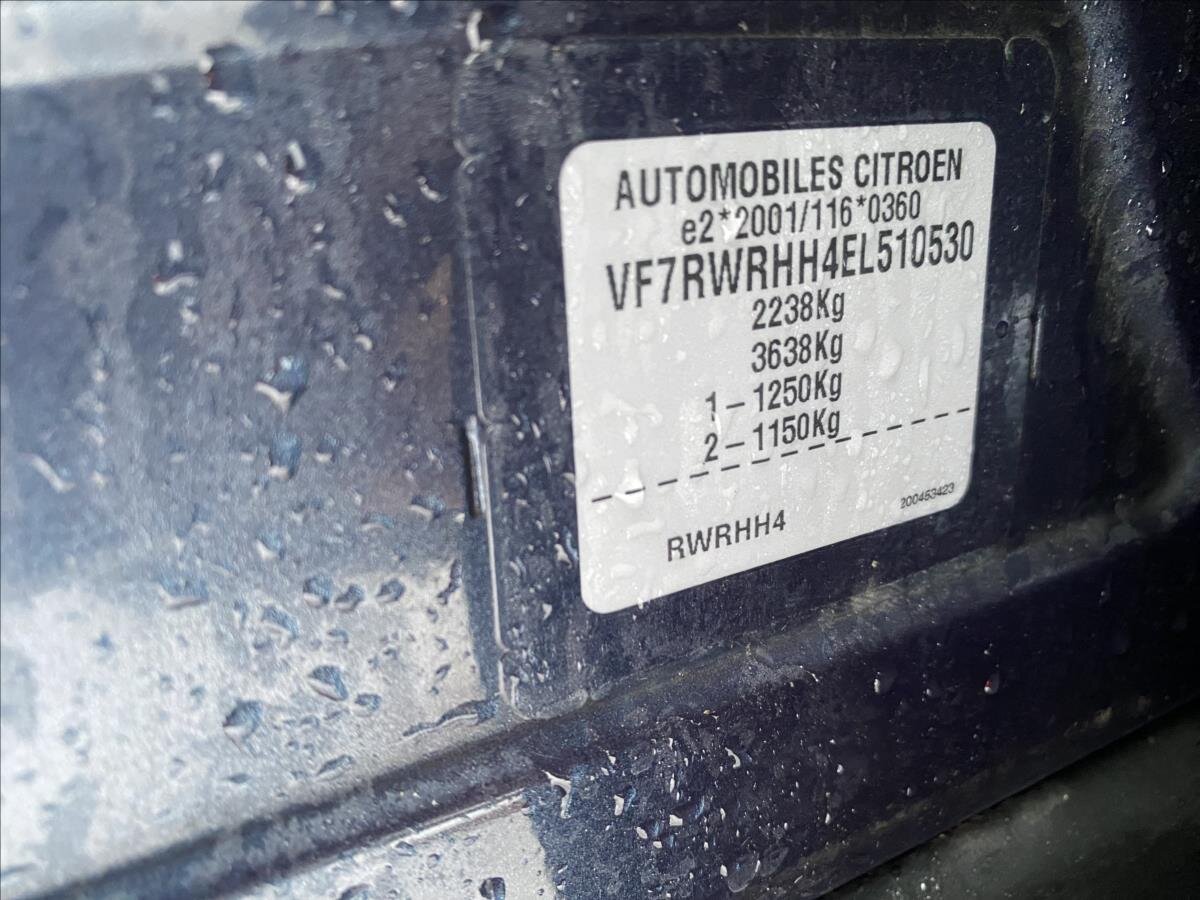 AUTOMOBILES CITROEN
e2*2001/116*0360
VF7RWRHH4EL510530
2238Kg
3638Kg
1-1250Kg
2-1150Kg
200453423
RWRHH4